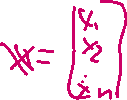 X = [x₁
x₂
⋮
xₙ]